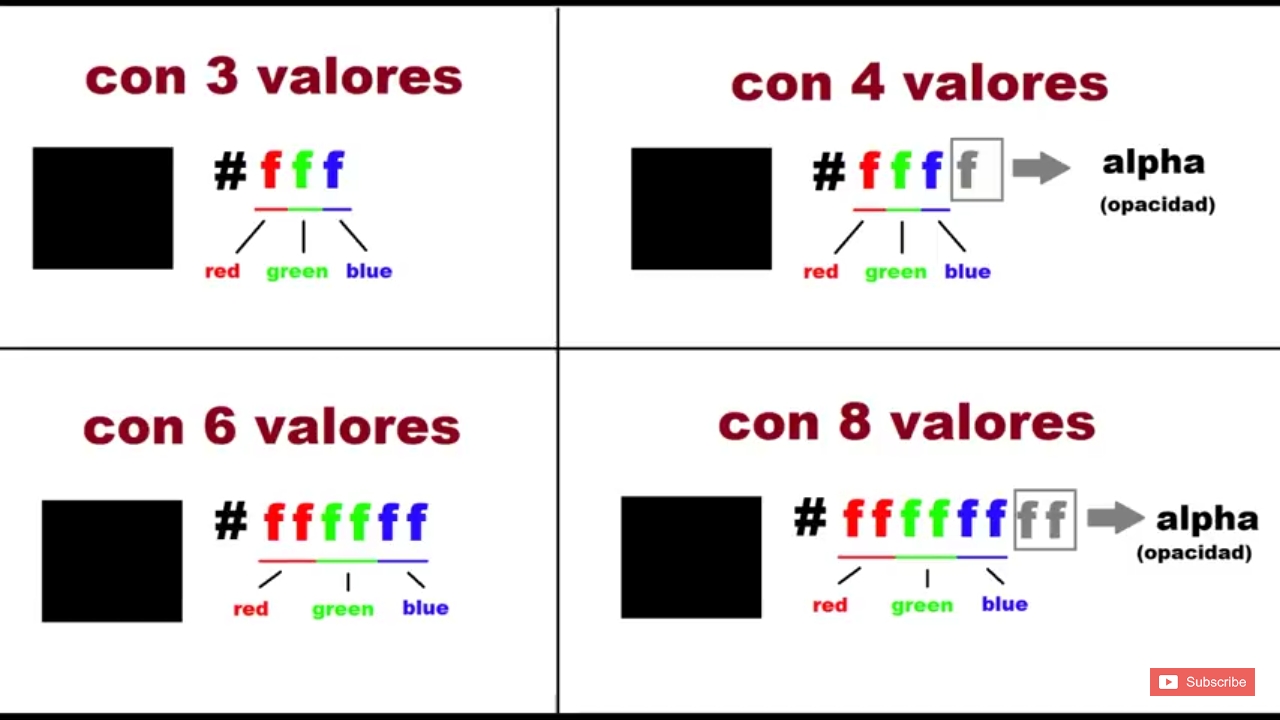 con 3 valores
# f f f
red green blue
con 4 valores
# f f f f
alpha
(opacidad)
red green blue
con 6 valores
# f f f f f f
red green blue
con 8 valores
# f f f f f f f f
alpha
(opacidad)
red green blue
Subscribe